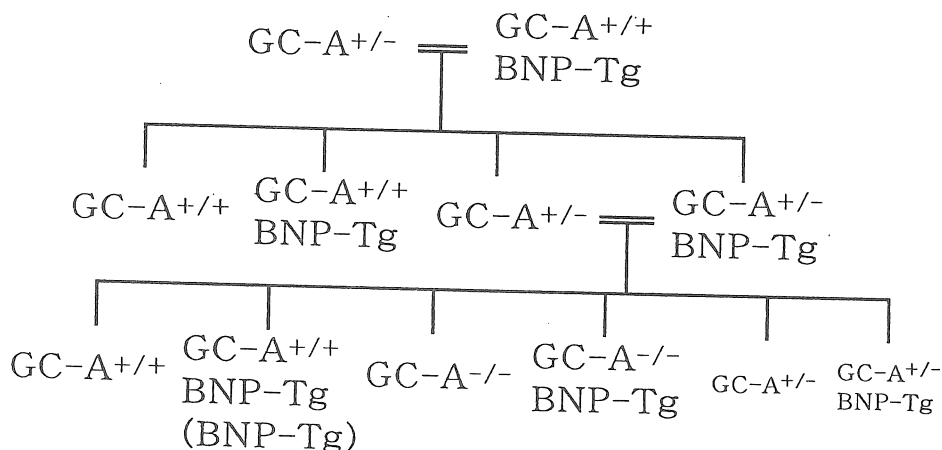 GC-A+/-
GC-A+/+
BNP-Tg
GC-A+/+
GC-A+/+
BNP-Tg
GC-A+/-
GC-A+/-
BNP-Tg
GC-A+/+
GC-A+/+
BNP-Tg
(BNP-Tg)
GC-A-/-
GC-A-/-
BNP-Tg
GC-A+/-
GC-A+/-
BNP-Tg